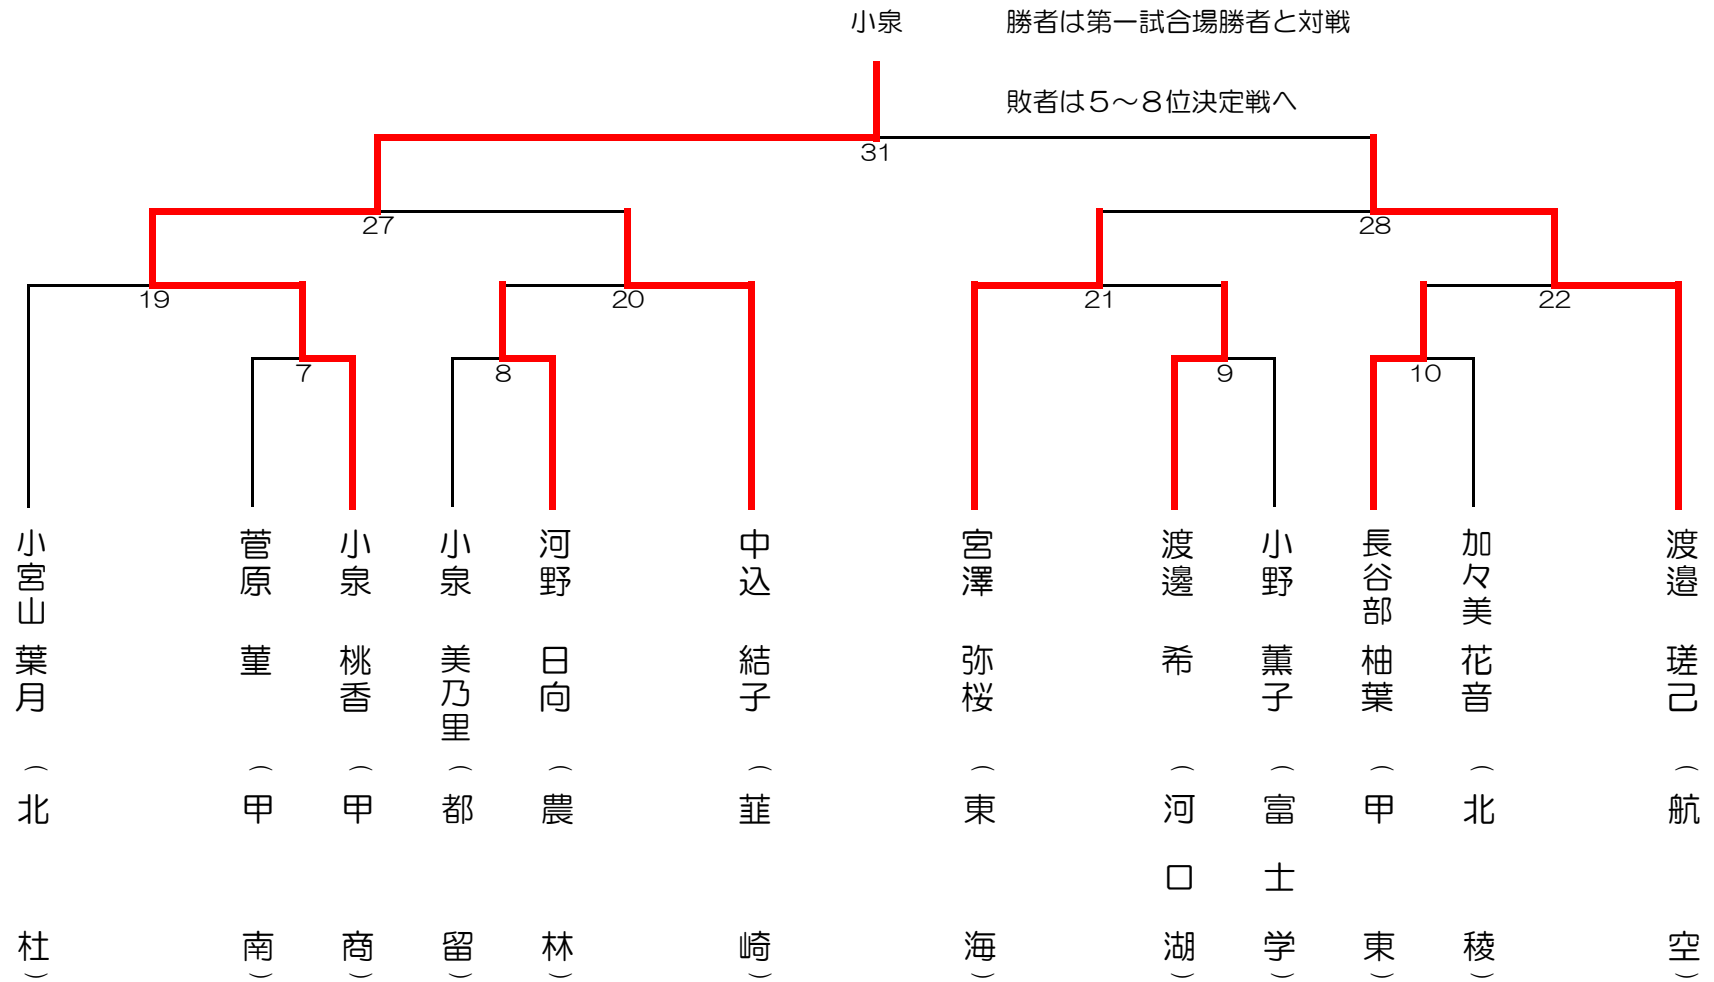 小泉
勝者は第一試合場勝者と対戦
敗者は５～８位決定戦へ
31
27
28
19
20
21
22
7
8
9
10
小宮山 葉月 （北杜）
菅原 菫 （甲南）
小泉 桃香 （甲商）
小泉 美乃里 （都留）
河野 日向 （農林）
中込 結子 （韮崎）
宮澤 弥桜 （東海）
渡邊 希 （河口湖）
小野 薫子 （富士学）
長谷部 柚葉 （甲東）
加々美 花音 （北稜）
渡邉 瑳己 （航空）